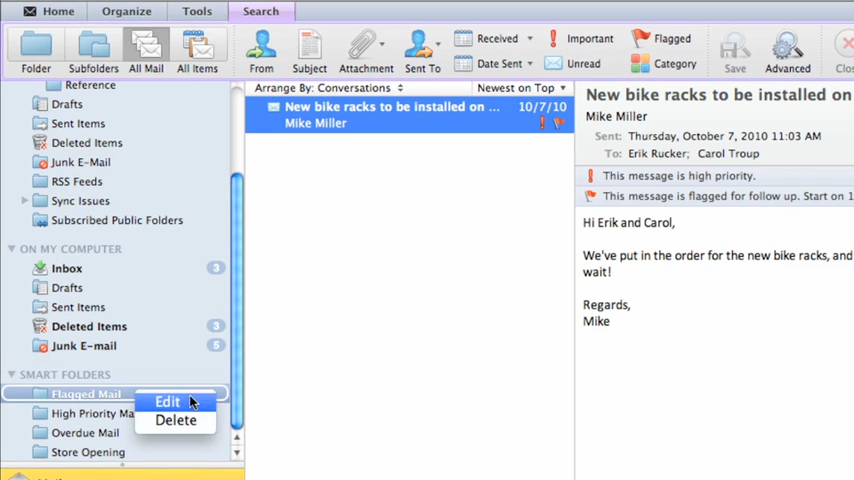 Home Organize Tools Search
Folder Subfolders All Mail All Items From Subject Attachment Sent To Received Important Flagged Save Advanced
Date Sent Unread Category
Reference
Drafts
Sent Items
Deleted Items
Junk E-Mail
RSS Feeds
Sync Issues
Subscribed Public Folders
ON MY COMPUTER
Inbox 3
Drafts
Sent Items
Deleted Items 3
Junk E-mail 5
SMART FOLDERS
Flagged Mail
High Priority Ma
Overdue Mail
Store Opening
Edit
Delete
Arrange By: Conversations Newest on Top
New bike racks to be installed on ... 10/7/10
Mike Miller
New bike racks to be installed on
Mike Miller
Sent: Thursday, October 7, 2010 11:03 AM
To: Erik Rucker; Carol Troup
This message is high priority.
This message is flagged for follow up. Start on 1
Hi Erik and Carol,
We've put in the order for the new bike racks, and
wait!
Regards,
Mike